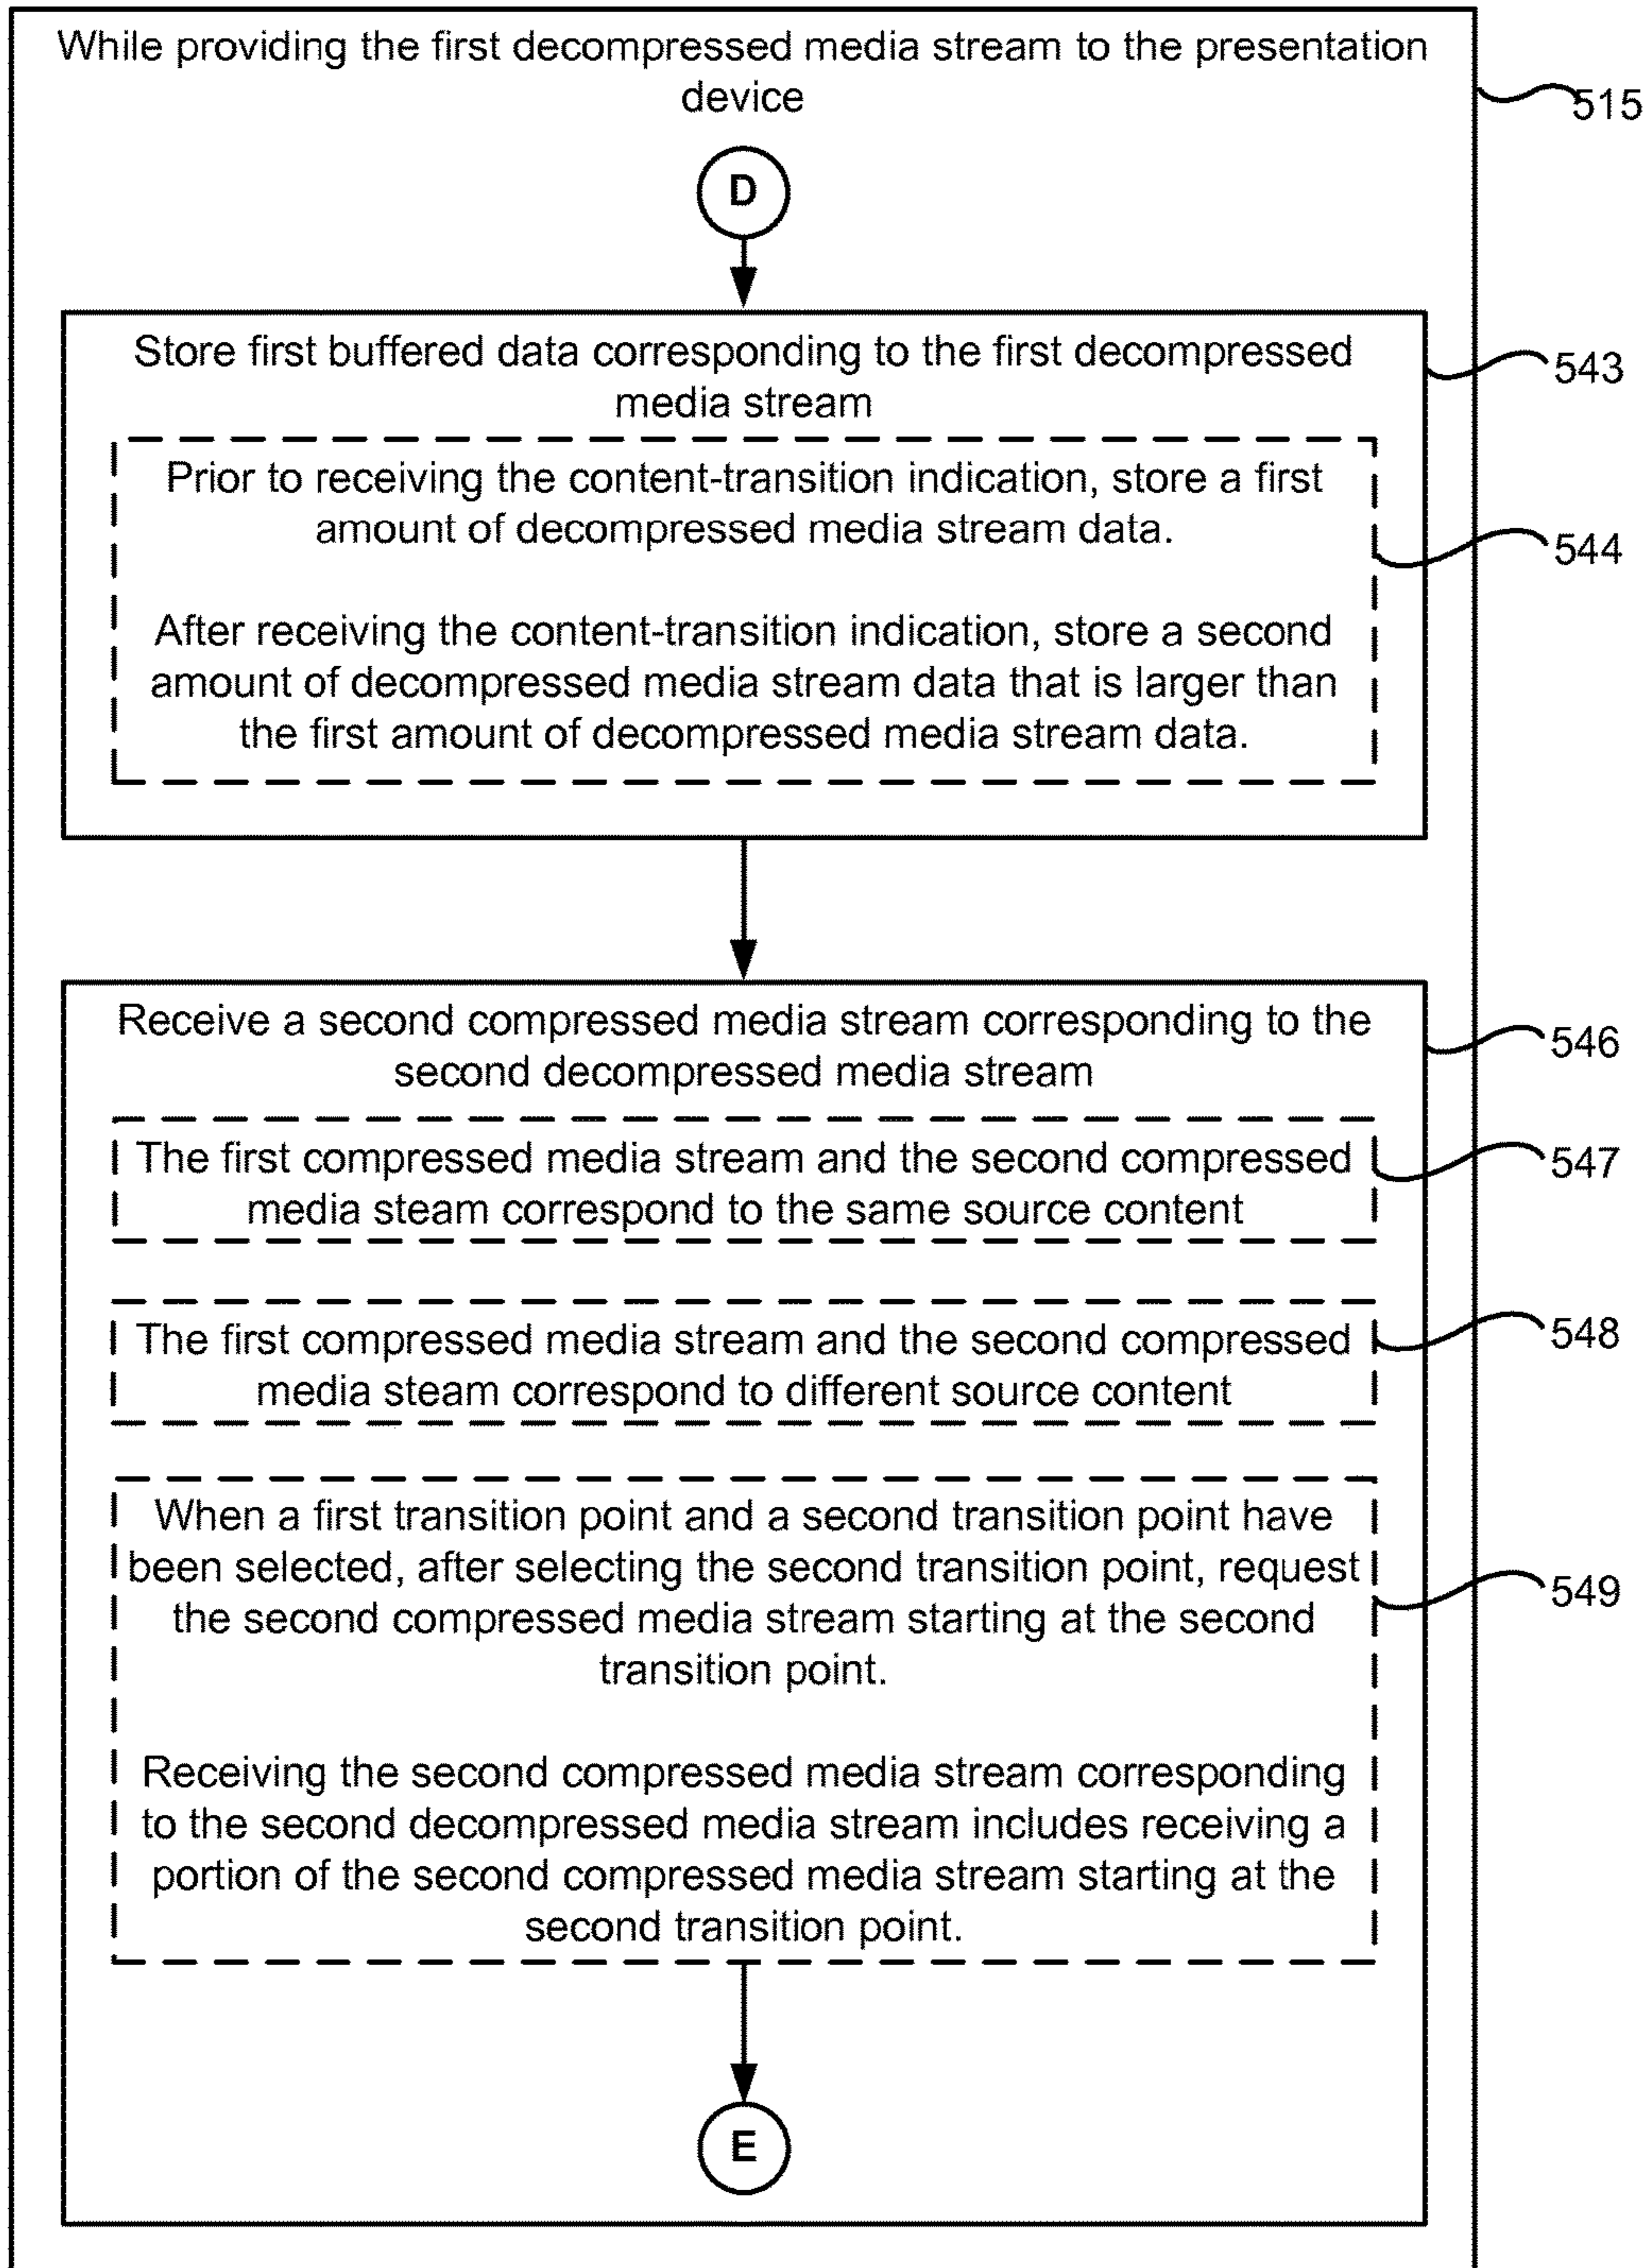 While providing the first decompressed media stream to the presentation
device
515
D
Store first buffered data corresponding to the first decompressed
media stream
543
Prior to receiving the content-transition indication, store a first
amount of decompressed media stream data.
544
After receiving the content-transition indication, store a second
amount of decompressed media stream data that is larger than
the first amount of decompressed media stream data.
Receive a second compressed media stream corresponding to the
second decompressed media stream
546
The first compressed media stream and the second compressed
media steam correspond to the same source content
547
The first compressed media stream and the second compressed
media steam correspond to different source content
548
When a first transition point and a second transition point have
been selected, after selecting the second transition point, request
the second compressed media stream starting at the second
transition point.
549
Receiving the second compressed media stream corresponding
to the second decompressed media stream includes receiving a
portion of the second compressed media stream starting at the
second transition point.
E